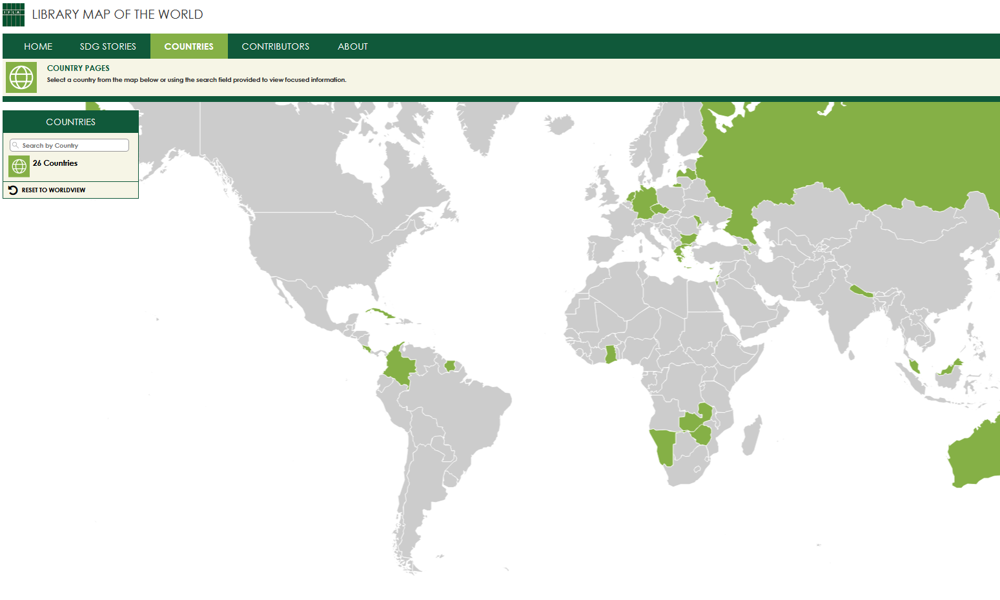 IFLA
LIBRARY MAP OF THE WORLD
HOME SDG STORIES COUNTRIES CONTRIBUTORS ABOUT
COUNTRY PAGES
Select a country from the map below or using the search field provided to view focused information.
COUNTRIES
Search by Country
26 Countries
RESET TO WORLDVIEW